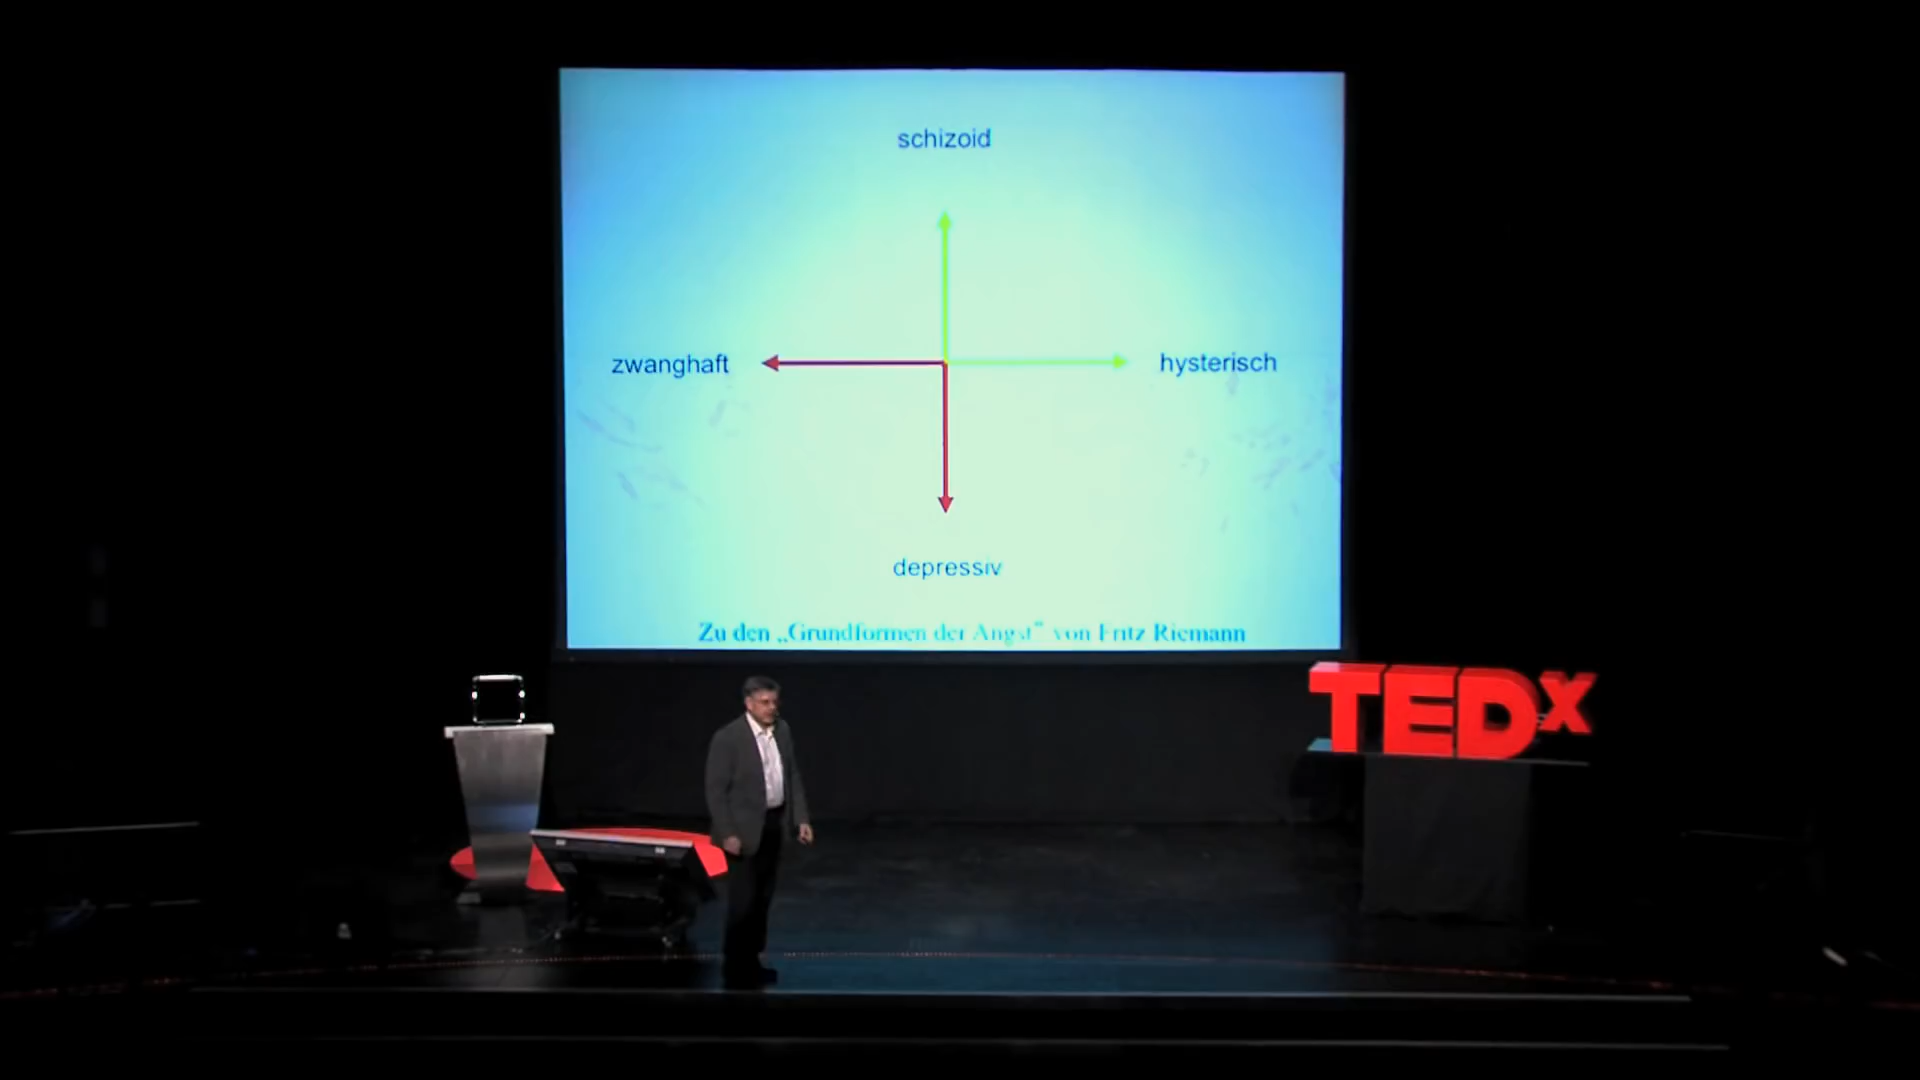 schizoid
zwanghaft
hysterisch
depressiv
Zu den „Grundformen der Angst“ von Fritz Riemann
TEDx